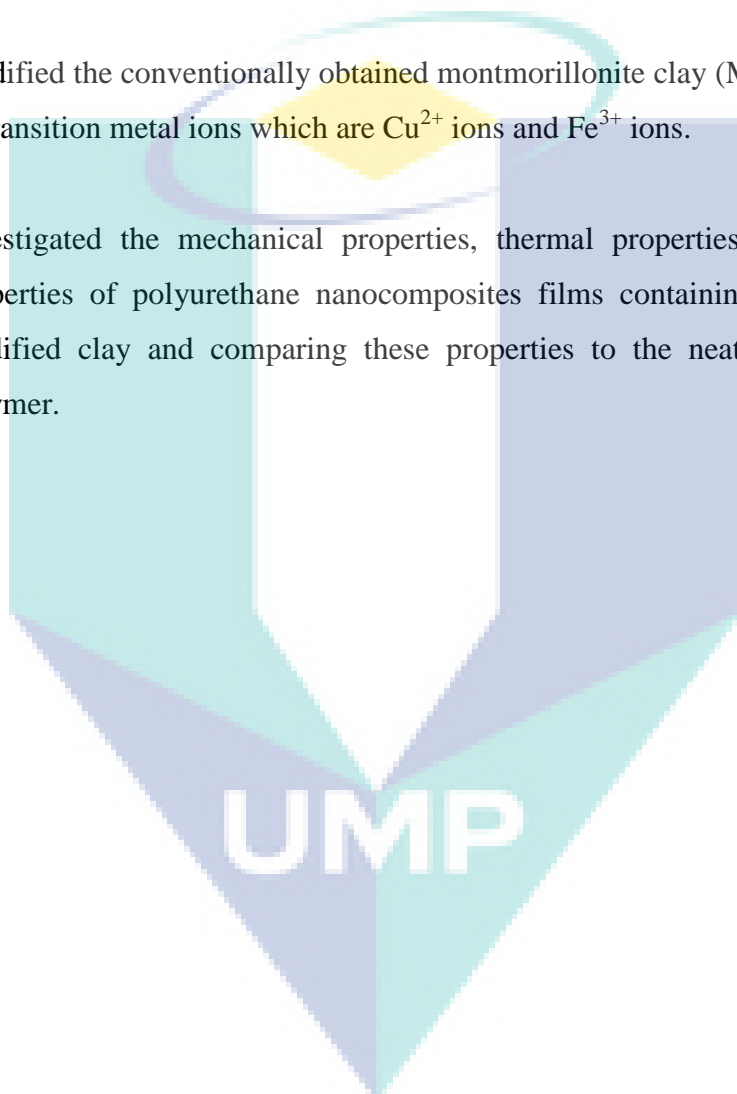 dified the conventionally obtained montmorillonite clay (M
ransition metal ions which are Cu²⁺ ions and Fe³⁺ ions.
estigated the mechanical properties, thermal properties
perties of polyurethane nanocomposites films containin
dified clay and comparing these properties to the neat
ymer.
UMP